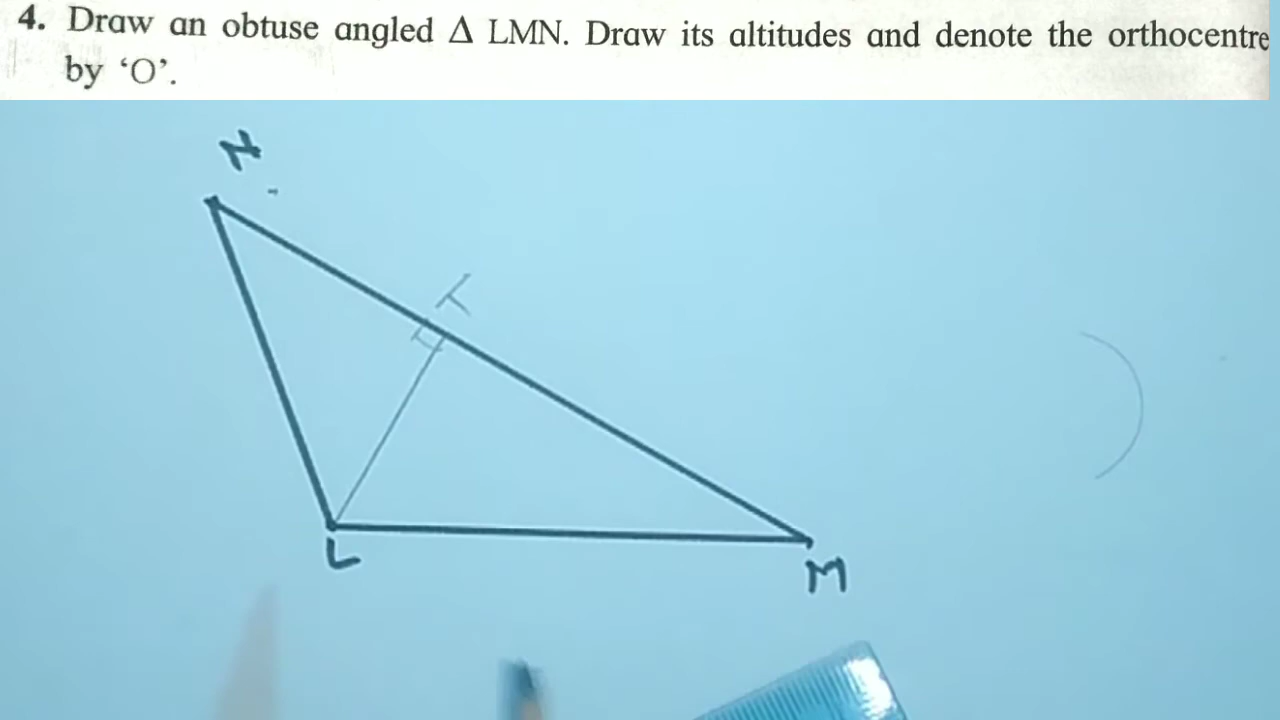 4. Draw an obtuse angled Δ LMN. Draw its altitudes and denote the orthocentre
by ‘O’.
N
T
L
M